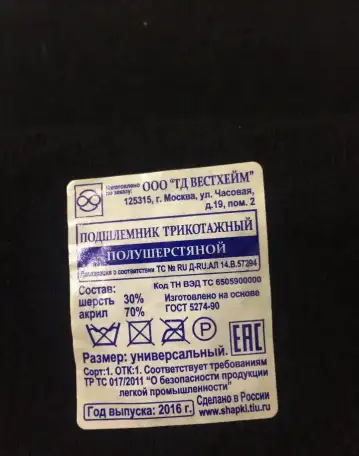 Изготовлено по заказу:
ООО "ТД ВЕСТХЕЙМ"
125315, г. Москва, ул. Часовая,
д.19, пом. 2
ПОДШЛЕМНИК ТРИКОТАЖНЫЙ
ПОЛУШЕРСТЯНОЙ
Декларация о соответствии ТС № RU Д-RU.АЛ 14.В.57294
Состав:
шерсть 30%
акрил 70%
Код ТН ВЭД ТС 6505900000
Изготовлено на основе
ГОСТ 5274-90
P
ЕАС
Размер: универсальный.
Сорт:1. ОТК:1. Соответствует требованиям
ТР ТС 017/2011 "О безопасности продукции
легкой промышленности"
Год выпуска: 2016 г.
Сделано в России
www.shapki.tiu.ru